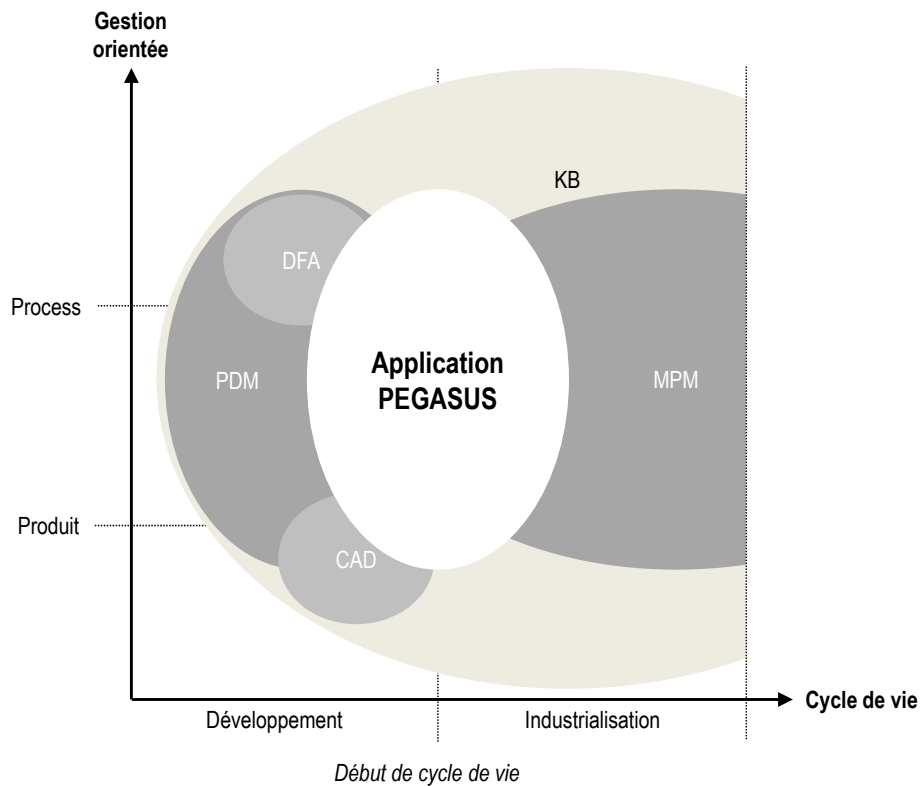 Gestion
orientée
KB
DFA
Process
Application
PEGASUS
PDM
MPM
Produit
CAD
Cycle de vie
Développement
Industrialisation
Début de cycle de vie